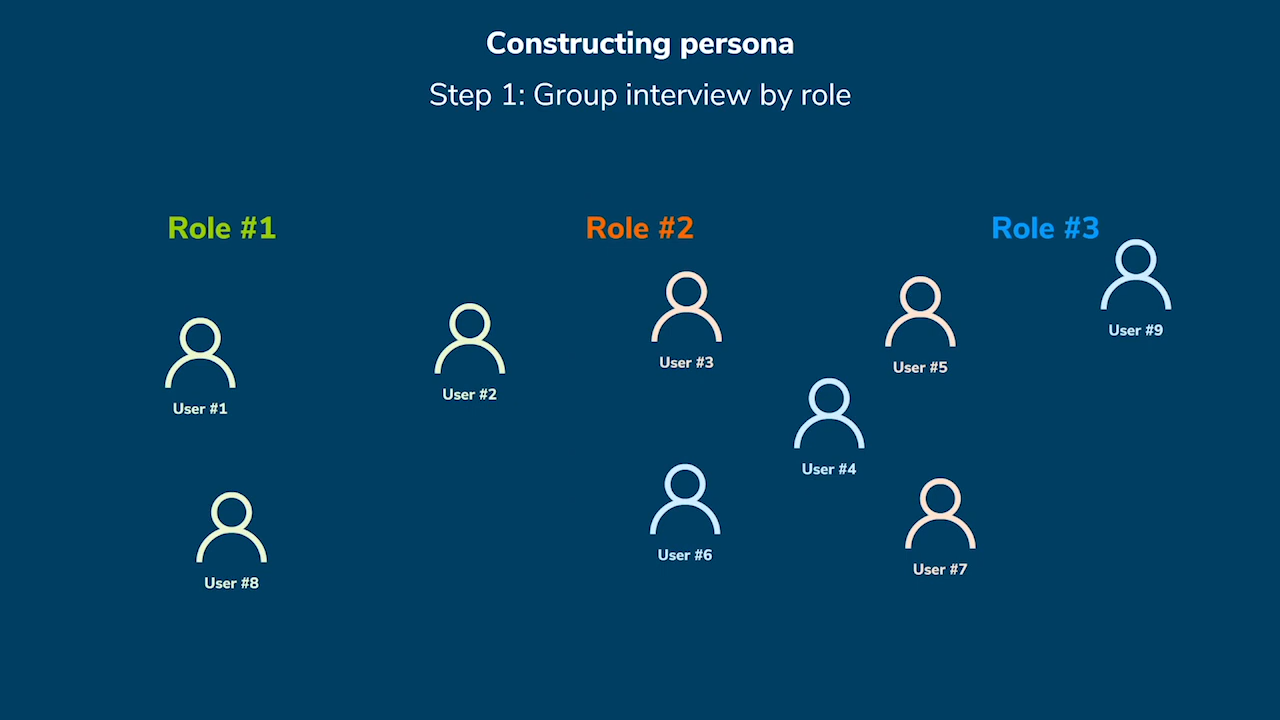 Constructing persona
Step 1: Group interview by role
Role #1
Role #2
Role #3
User #9
User #3
User #5
User #2
User #1
User #4
User #6
User #7
User #8